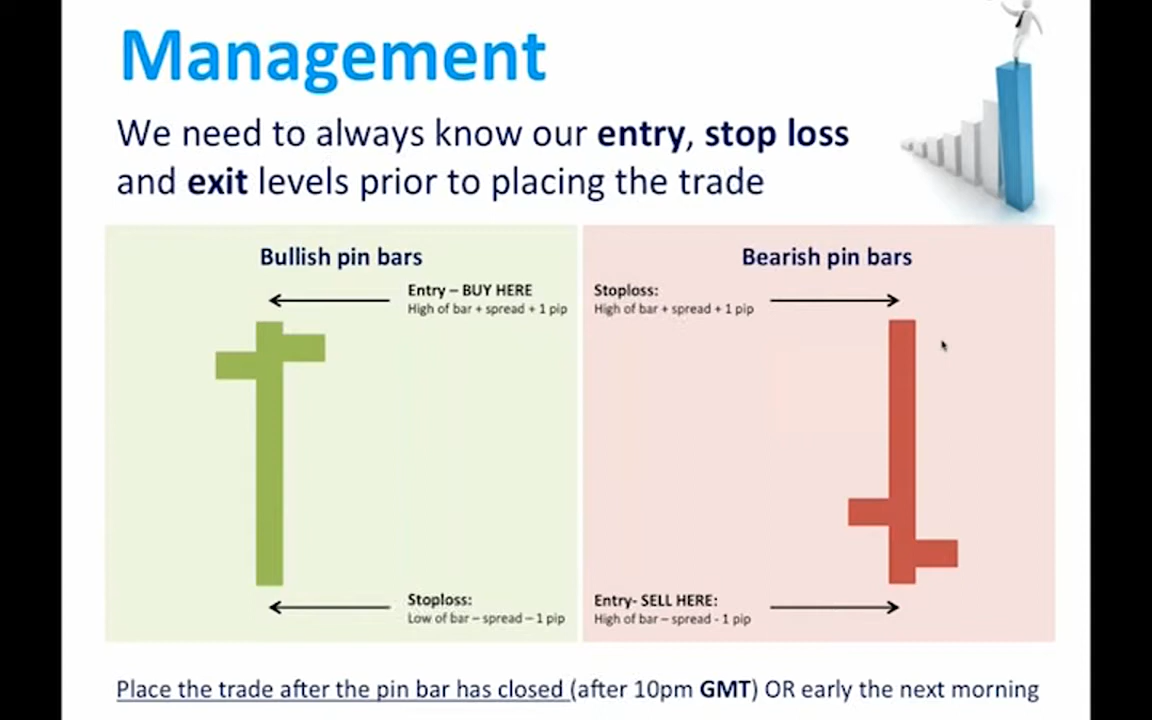 Management
We need to always know our entry, stop loss
and exit levels prior to placing the trade
Bullish pin bars
Entry – BUY HERE
High of bar + spread + 1 pip
Stoploss:
Low of bar – spread – 1 pip
Bearish pin bars
Stoploss:
High of bar + spread + 1 pip
Entry- SELL HERE:
High of bar – spread - 1 pip
Place the trade after the pin bar has closed (after 10pm GMT) OR early the next morning